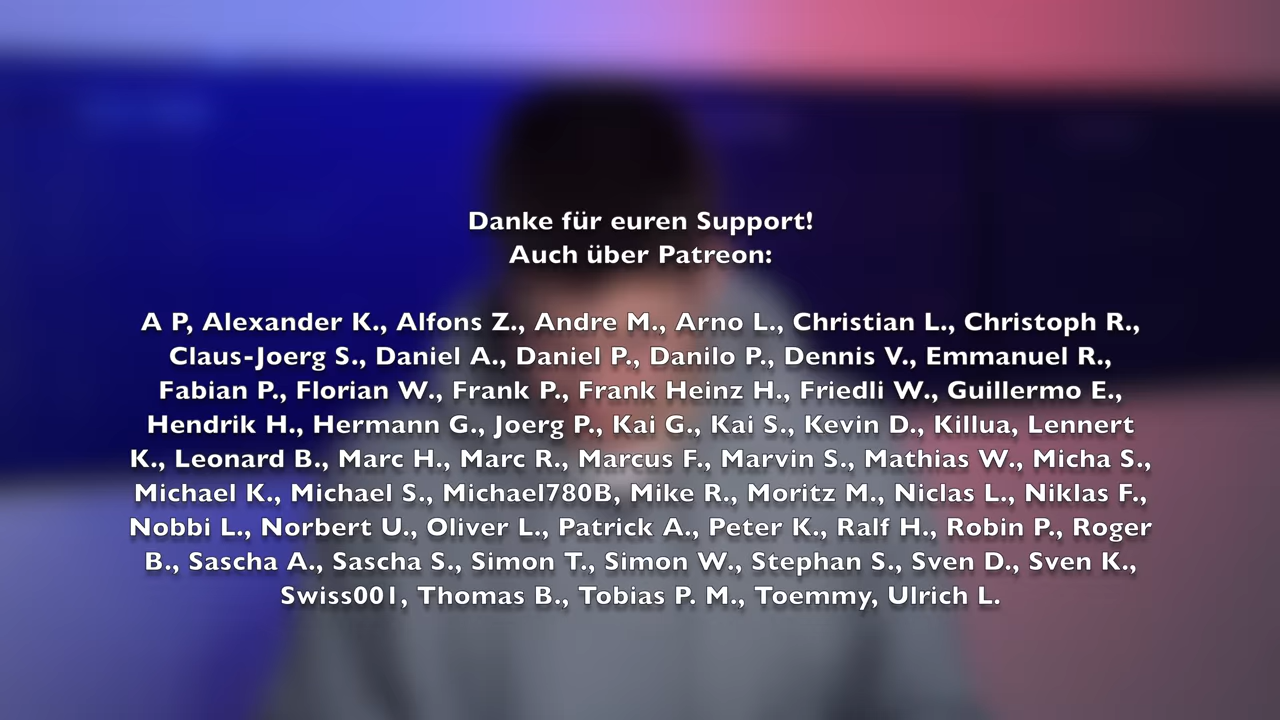 Danke für euren Support!
Auch über Patreon:
A P, Alexander K., Alfons Z., Andre M., Arno L., Christian L., Christoph R.,
Claus-Joerg S., Daniel A., Daniel P., Danilo P., Dennis V., Emmanuel R.,
Fabian P., Florian W., Frank P., Frank Heinz H., Friedli W., Guillermo E.,
Hendrik H., Hermann G., Joerg P., Kai G., Kai S., Kevin D., Killua, Lennert
K., Leonard B., Marc H., Marc R., Marcus F., Marvin S., Mathias W., Micha S.,
Michael K., Michael S., Michael780B, Mike R., Moritz M., Niclas L., Niklas F.,
Nobbi L., Norbert U., Oliver L., Patrick A., Peter K., Ralf H., Robin P., Roger
B., Sascha A., Sascha S., Simon T., Simon W., Stephan S., Sven D., Sven K.,
Swiss001, Thomas B., Tobias P. M., Toemmy, Ulrich L.